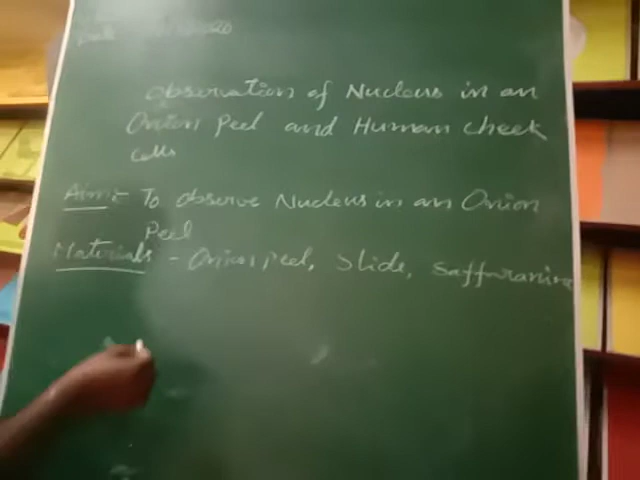 Observation of Nucleus in an
Onion Peel and Human cheek
cells
Aim:- To observe Nucleus in an Onion
Peel
Materials - Onion peel, Slide, Saffaranine